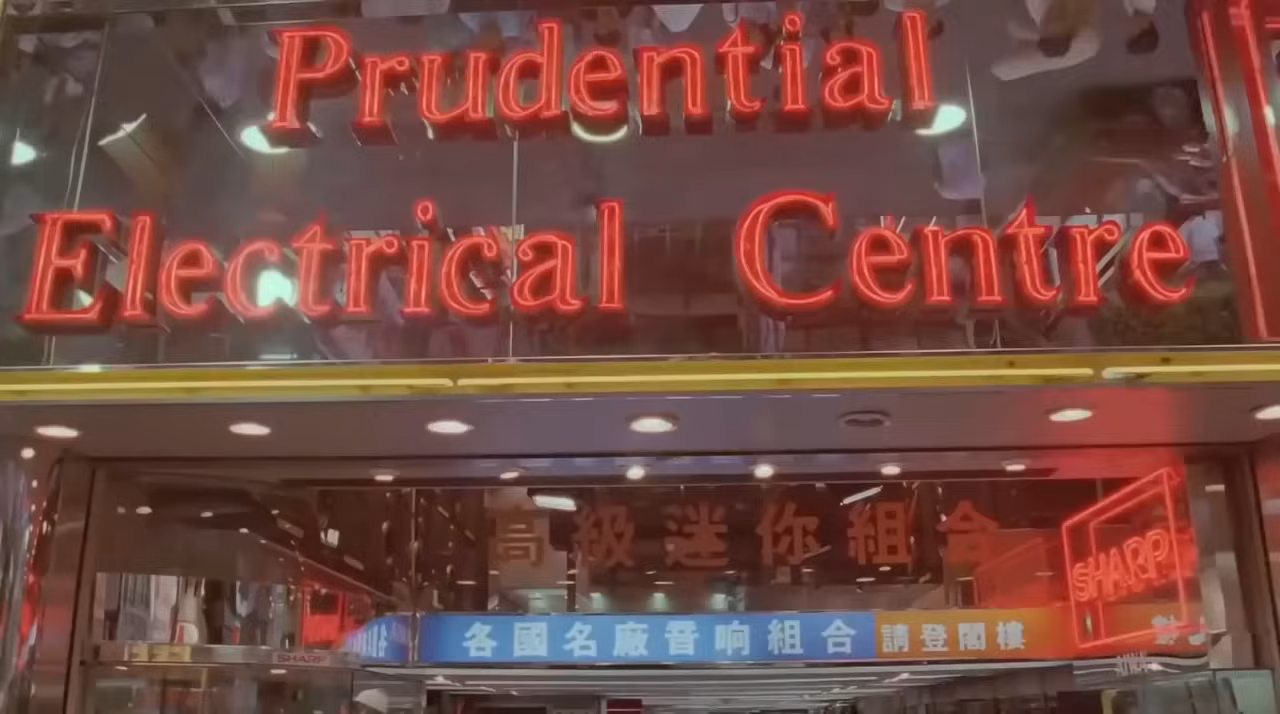 Prudential
Electrical Centre
高級迷你組合
SHARP
各國名廠音响組合 請登閣樓
SHARP